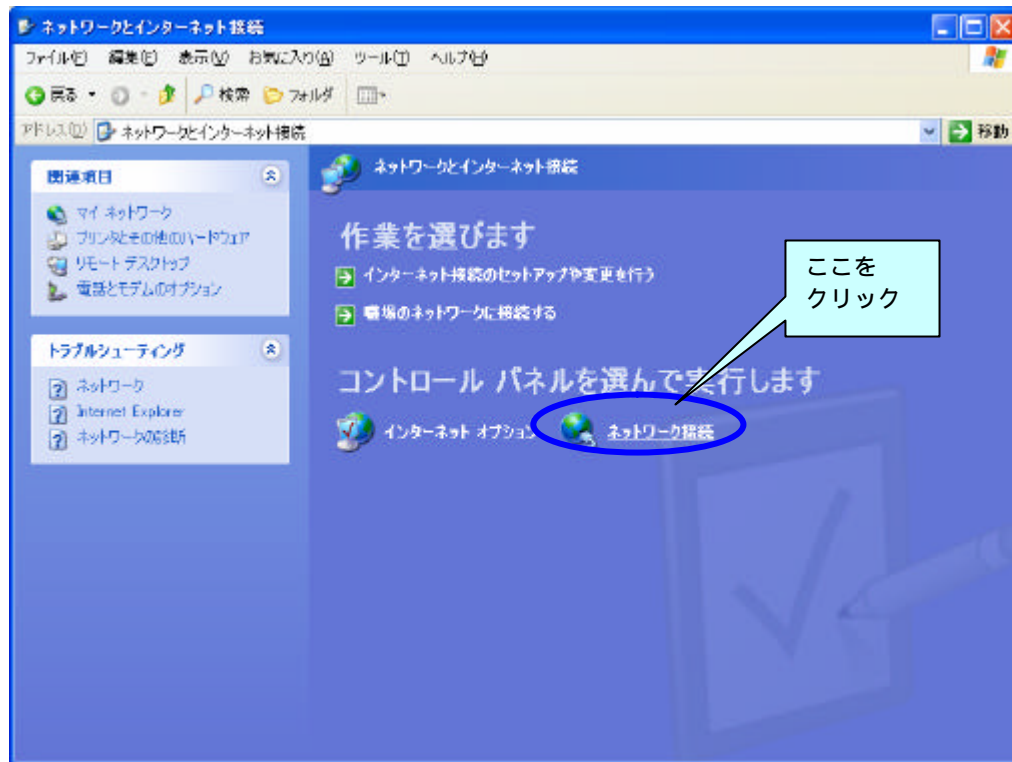 ネットワークとインターネット接続
ファイル(F) 編集(E) 表示(V) お気に入り(A) ツール(T) ヘルプ(H)
戻る 検索 フォルダ
アドレス(D) ネットワークとインターネット接続 移動
関連項目
マイ ネットワーク
プリンタとその他のハードウェア
リモート デスクトップ
電話とモデムのオプション
トラブルシューティング
ネットワーク
Internet Explorer
ネットワークの診断
ネットワークとインターネット接続
作業を選びます
インターネット接続のセットアップや変更を行う
職場のネットワークに接続する
ここを
クリック
コントロール パネルを選んで実行します
インターネット オプション ネットワーク接続